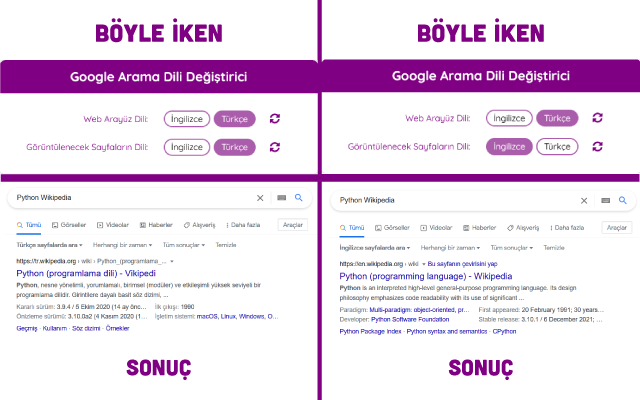 BÖYLE İKEN
Google Arama Dili Değiştirici
Web Arayüz Dili: İngilizce Türkçe
Görüntülenecek Sayfaların Dili: İngilizce Türkçe
Python Wikipedia
Tümü Görseller Videolar Haberler Alışveriş Daha fazla Araçlar
Türkçe sayfalarda ara Herhangi bir zaman Tüm sonuçlar Temizle
https://tr.wikipedia.org › wiki › Python_(programlama_...
Python (programlama dili) - Vikipedi
Python, nesne yönelimli, yorumlamalı, birimsel (modüler) ve etkileşimli yüksek seviyeli bir
programlama dilidir. Girintilere dayalı basit söz dizimi, ...
Kararlı sürüm: 3.9.4 / 5 Ekim 2020 (14 ay önc... İlk çıkış: 1990
Önizleme sürümü: 3.10.0a2 (4 Kasım 2020 (1... İşletim sistemi: macOS, Linux, Windows, O...
Geçmiş · Kullanım · Söz dizimi · Örnekler
SONUÇ
BÖYLE İKEN
Google Arama Dili Değiştirici
Web Arayüz Dili: İngilizce Türkçe
Görüntülenecek Sayfaların Dili: İngilizce Türkçe
Python Wikipedia
Tümü Görseller Videolar Haberler Alışveriş Daha fazla Araçlar
İngilizce sayfalarda ara Herhangi bir zaman Tüm sonuçlar Temizle
https://en.wikipedia.org › wiki Bu sayfanın çevirisini yap
Python (programming language) - Wikipedia
Python is an interpreted high-level general-purpose programming language. Its design
philosophy emphasizes code readability with its use of significant ...
Paradigm: Multi-paradigm: object-oriented, pr... First appeared: 20 February 1991; 30 years...
Developer: Python Software Foundation Stable release: 3.10.1 / 6 December 2021; ...
Python Package Index · Python syntax and semantics · CPython
SONUÇ